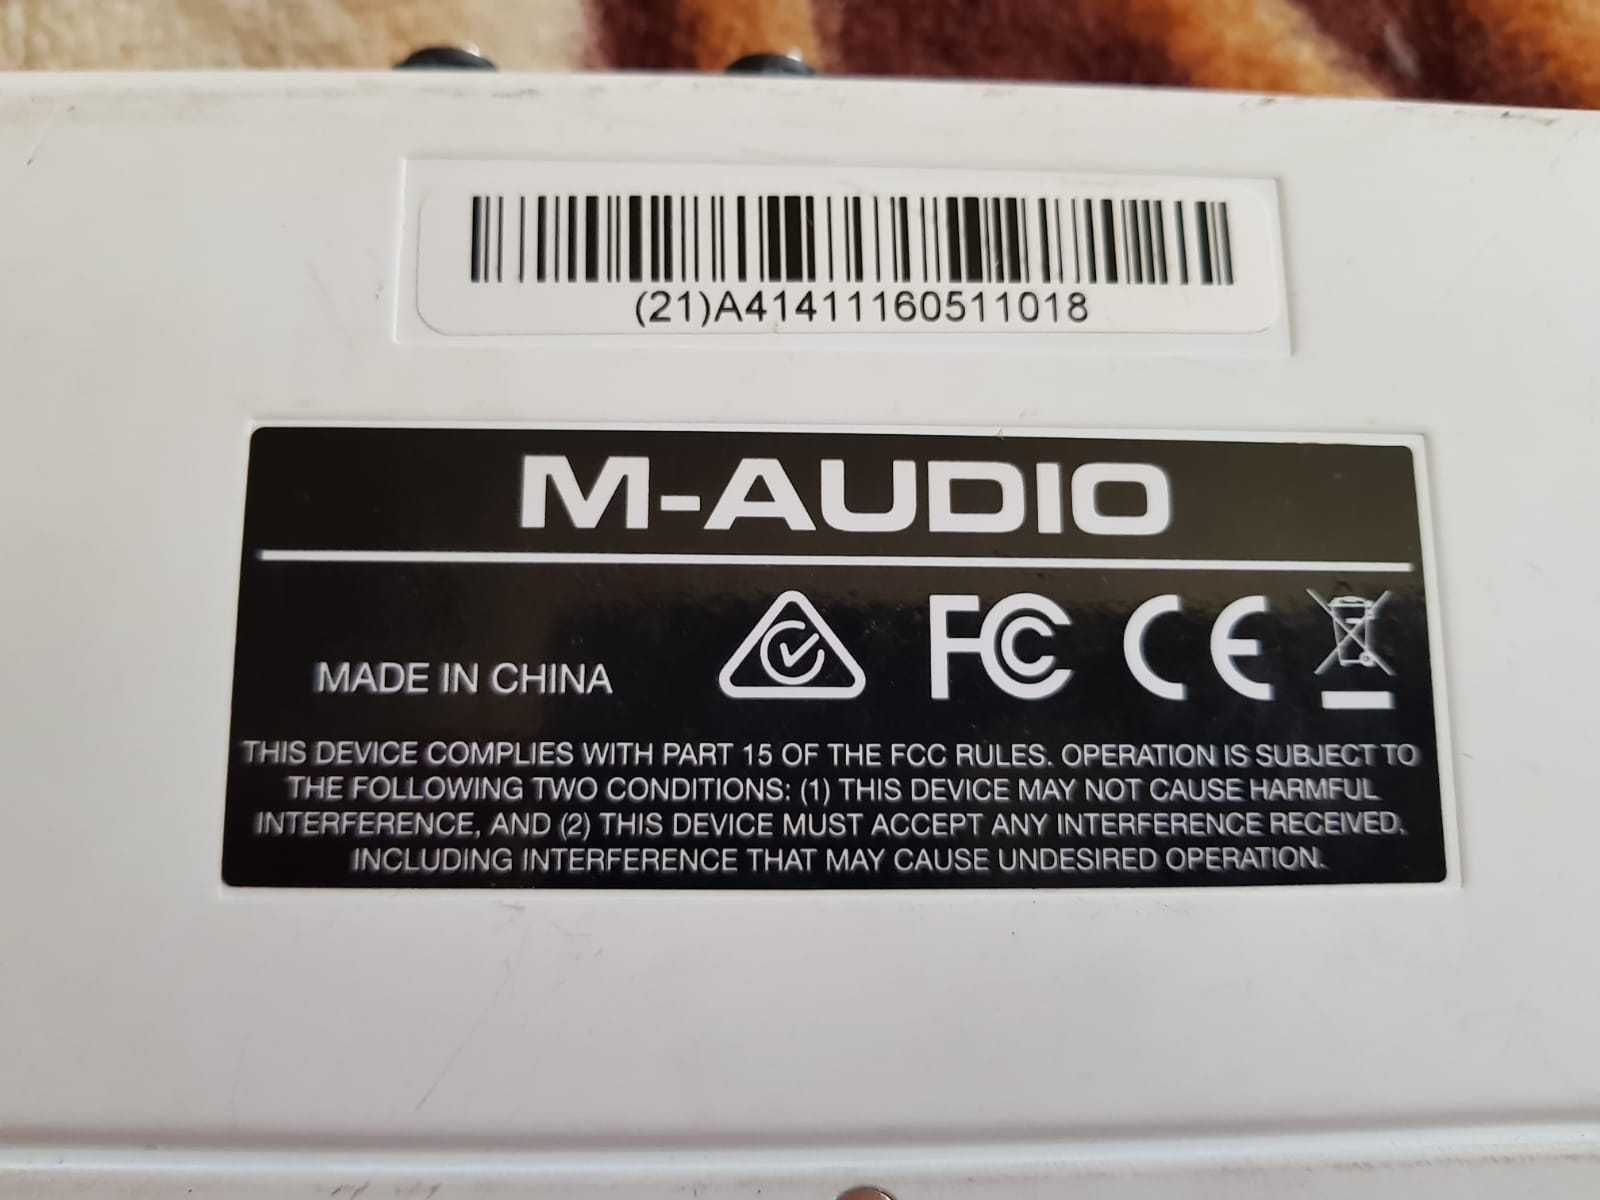 (21)A41411160511018
M-AUDIO
MADE IN CHINA
FC CE
THIS DEVICE COMPLIES WITH PART 15 OF THE FCC RULES. OPERATION IS SUBJECT TO
THE FOLLOWING TWO CONDITIONS: (1) THIS DEVICE MAY NOT CAUSE HARMFUL
INTERFERENCE, AND (2) THIS DEVICE MUST ACCEPT ANY INTERFERENCE RECEIVED,
INCLUDING INTERFERENCE THAT MAY CAUSE UNDESIRED OPERATION.